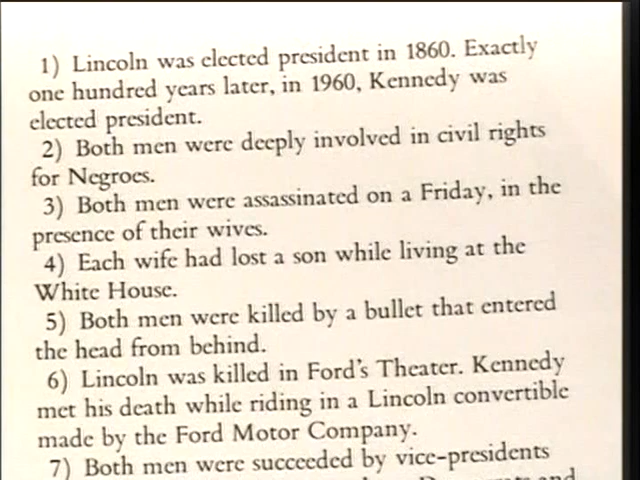 1) Lincoln was elected president in 1860. Exactly
one hundred years later, in 1960, Kennedy was
elected president.
2) Both men were deeply involved in civil rights
for Negroes.
3) Both men were assassinated on a Friday, in the
presence of their wives.
4) Each wife had lost a son while living at the
White House.
5) Both men were killed by a bullet that entered
the head from behind.
6) Lincoln was killed in Ford's Theater. Kennedy
met his death while riding in a Lincoln convertible
made by the Ford Motor Company.
7) Both men were succeeded by vice-presidents
and